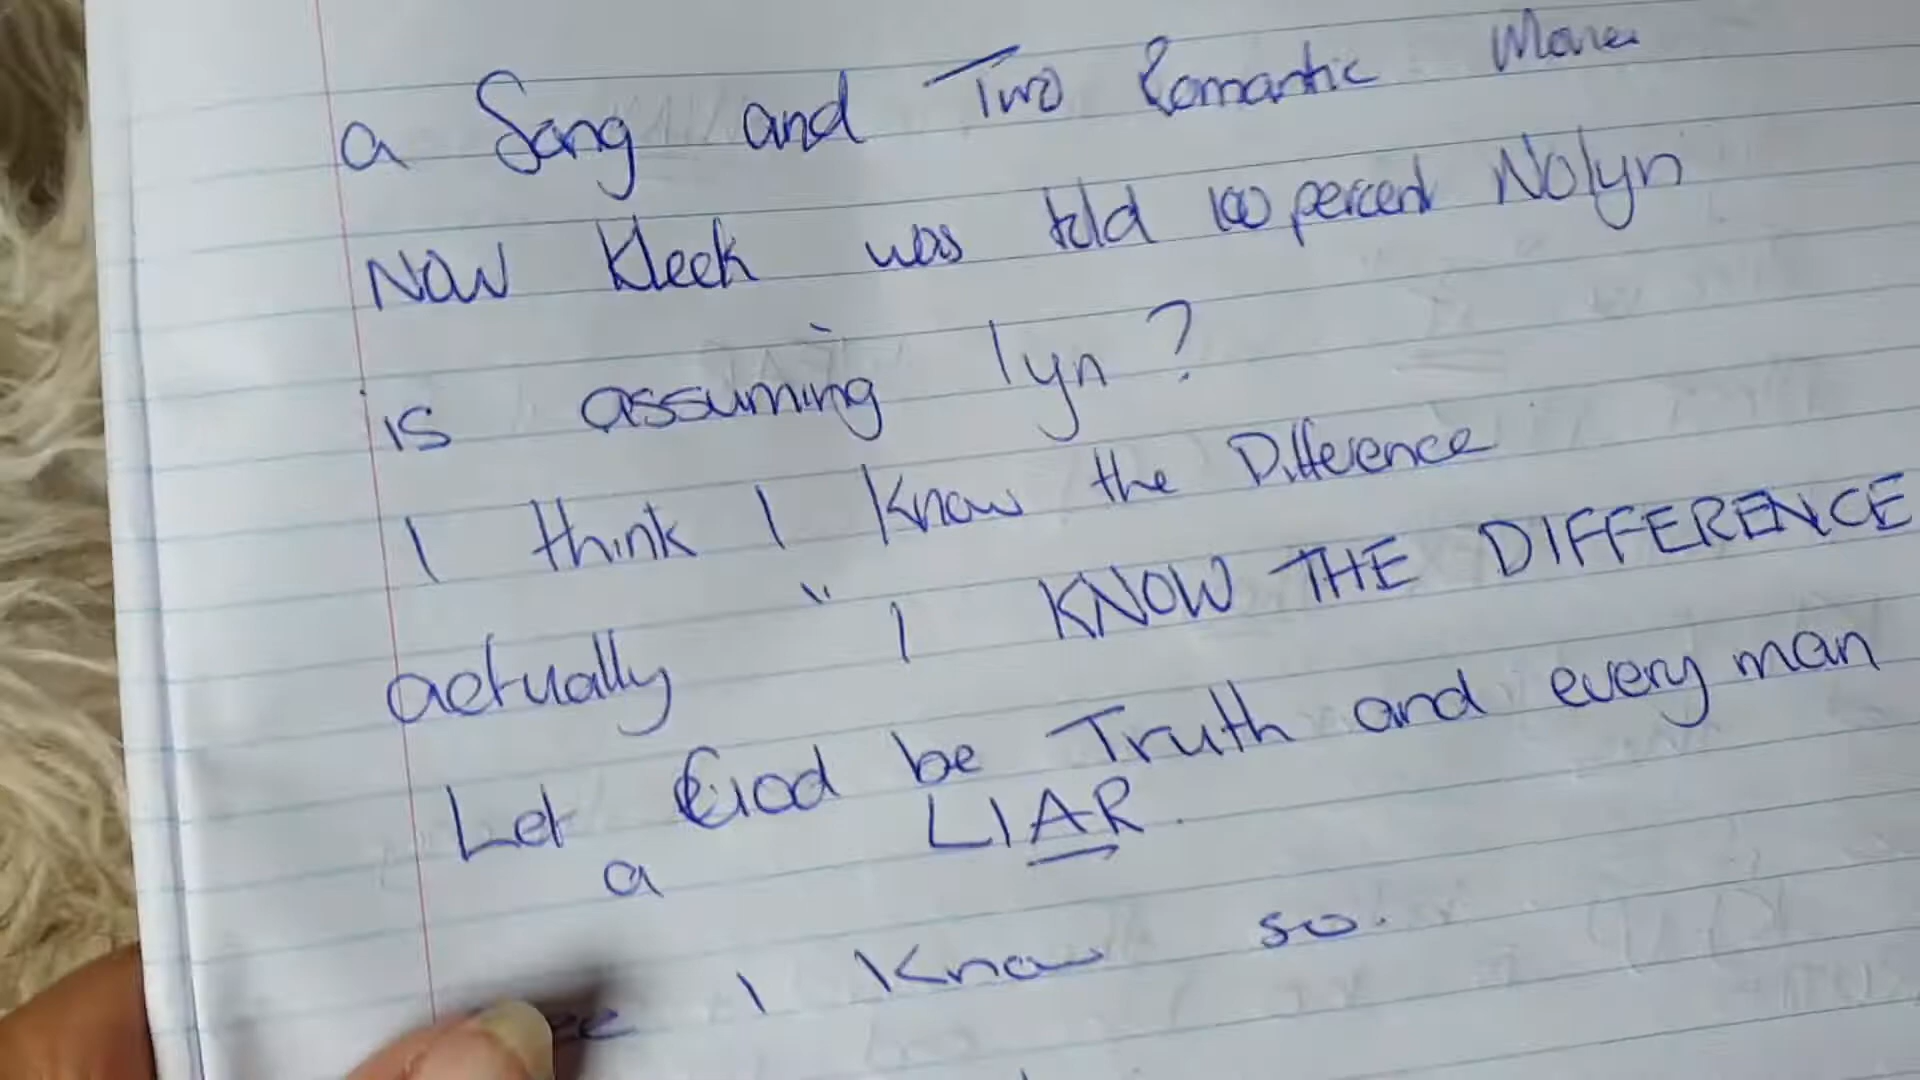 a Song and Two Romantic
Now Kleek was told 100 percent Nolyn
is assuming lyn?
I think I Know the Difference
actually " I KNOW THE DIFFERENCE
Let God be Truth and every man
a LIAR.
I Know so.